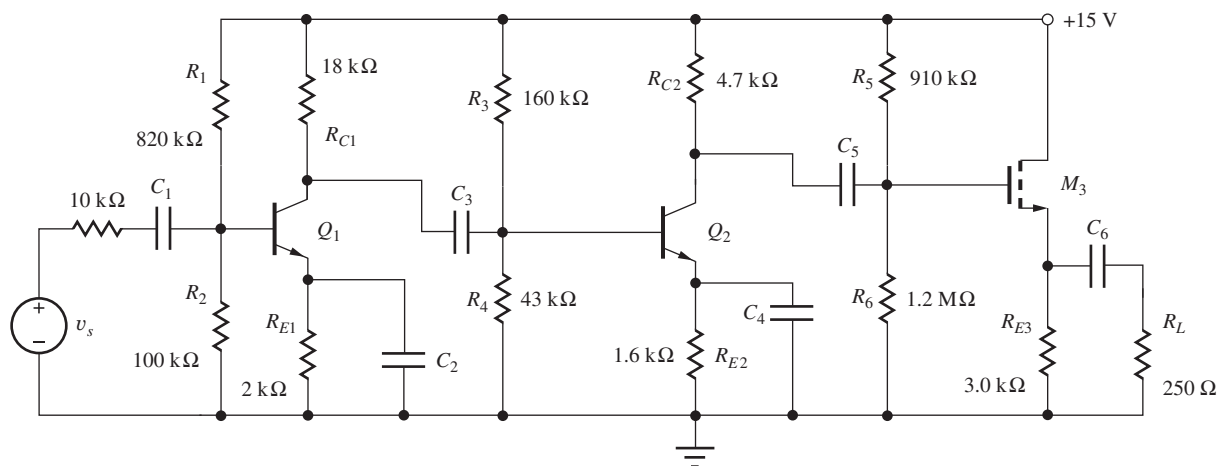 +15 V
R1
820 kΩ
18 kΩ
RC1
R3
160 kΩ
RC2
4.7 kΩ
R5
910 kΩ
10 kΩ
C1
C3
C5
M3
Q1
Q2
C6
vs
+
−
R2
100 kΩ
RE1
2 kΩ
C2
R4
43 kΩ
C4
1.6 kΩ
RE2
R6
1.2 MΩ
RE3
3.0 kΩ
RL
250 Ω